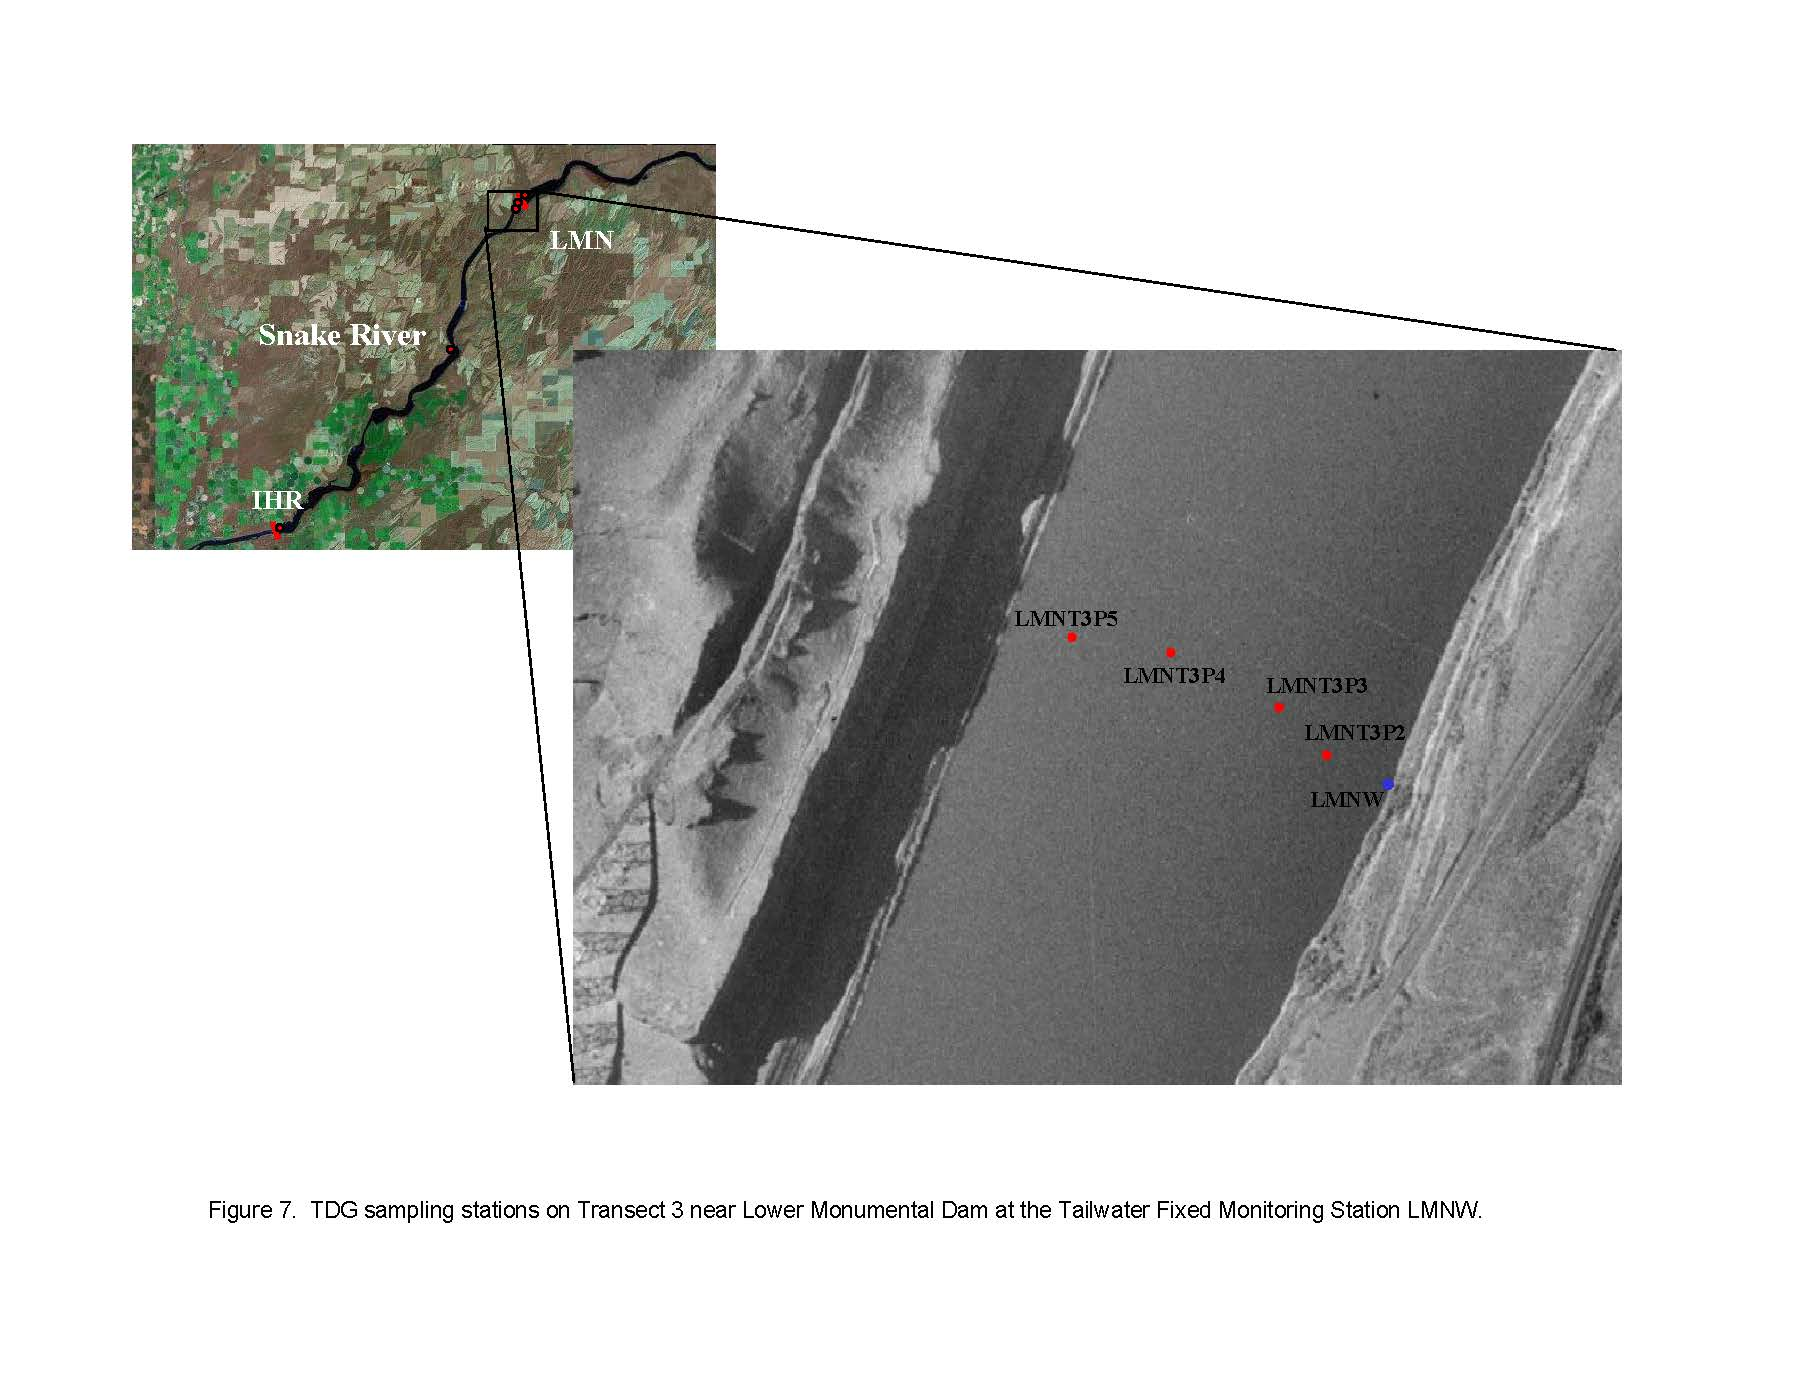 LMN
Snake River
IHR
LMNT3P5
LMNT3P4
LMNT3P3
LMNT3P2
LMNW
Figure 7.  TDG sampling stations on Transect 3 near Lower Monumental Dam at the Tailwater Fixed Monitoring Station LMNW.